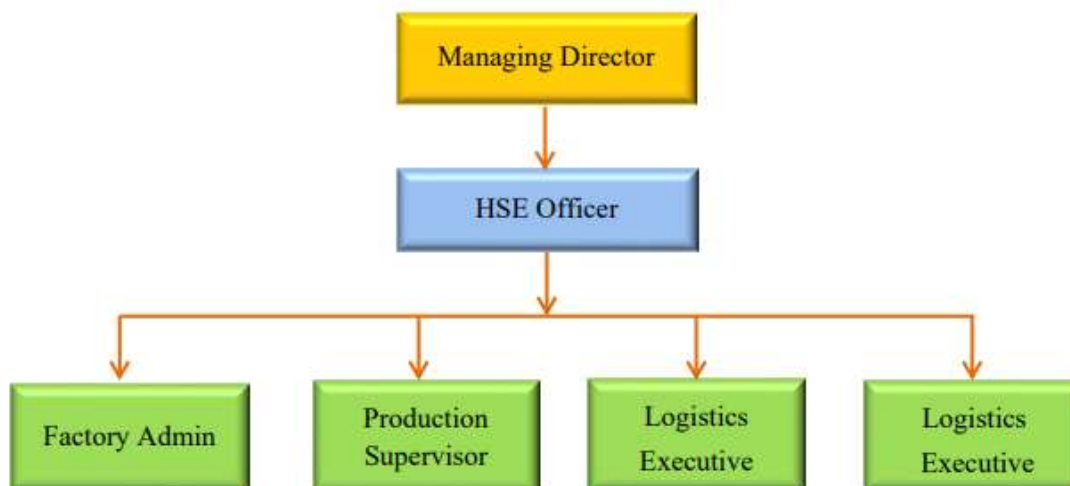 Managing Director
HSE Officer
Factory Admin
Production
Supervisor
Logistics
Executive
Logistics
Executive